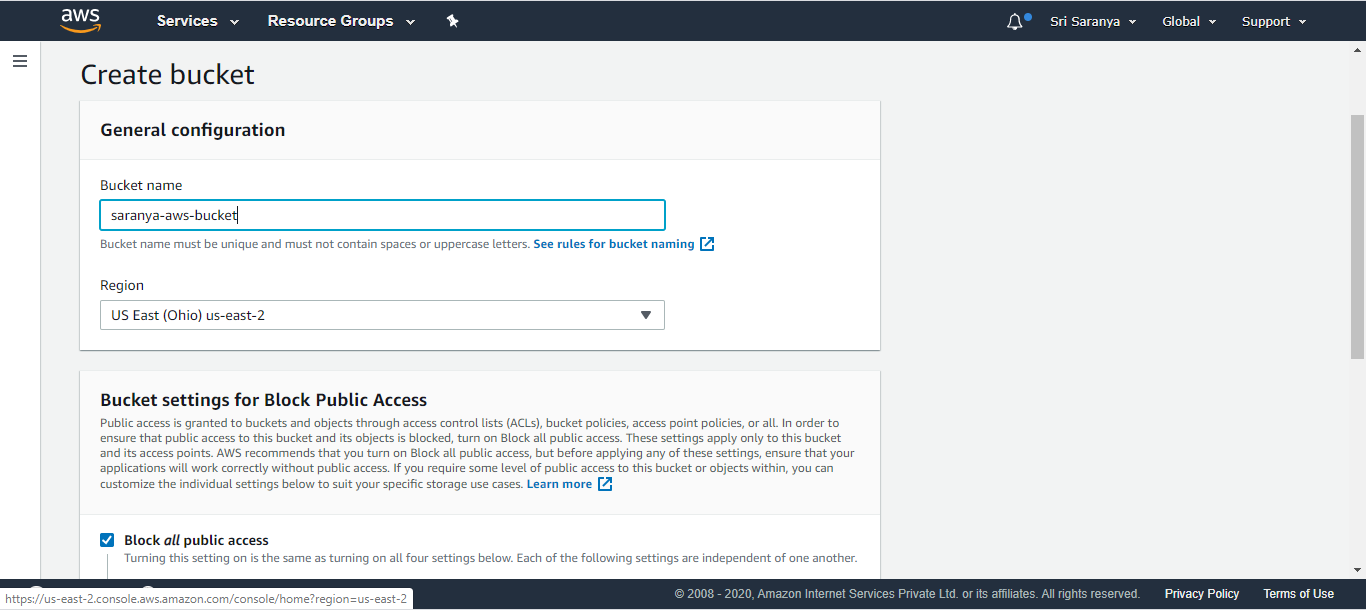 aws Services Resource Groups Sri Saranya Global Support
Create bucket
General configuration
Bucket name
saranya-aws-bucket
Bucket name must be unique and must not contain spaces or uppercase letters. See rules for bucket naming
Region
US East (Ohio) us-east-2
Bucket settings for Block Public Access
Public access is granted to buckets and objects through access control lists (ACLs), bucket policies, access point policies, or all. In order to
ensure that public access to this bucket and its objects is blocked, turn on Block all public access. These settings apply only to this bucket
and its access points. AWS recommends that you turn on Block all public access, but before applying any of these settings, ensure that your
applications will work correctly without public access. If you require some level of public access to this bucket or objects within, you can
customize the individual settings below to suit your specific storage use cases. Learn more
Block all public access
Turning this setting on is the same as turning on all four settings below. Each of the following settings are independent of one another.
© 2008 - 2020, Amazon Internet Services Private Ltd. or its affiliates. All rights reserved. Privacy Policy Terms of Use
https://us-east-2.console.aws.amazon.com/console/home?region=us-east-2